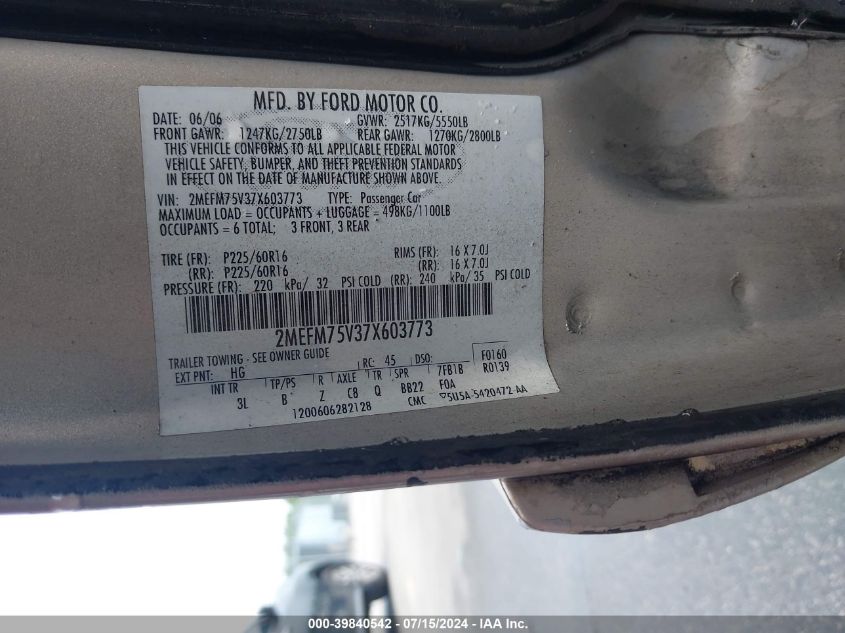 MFD. BY FORD MOTOR CO.
DATE: 06/06 GVWR: 2517KG/5550LB
FRONT GAWR: 1247KG/2750LB REAR GAWR: 1270KG/2800LB
THIS VEHICLE CONFORMS TO ALL APPLICABLE FEDERAL MOTOR
VEHICLE SAFETY, BUMPER, AND THEFT PREVENTION STANDARDS
IN EFFECT ON THE DATE OF MANUFACTURE SHOWN ABOVE.
VIN: 2MEFM75V37X603773 TYPE: Passenger Car
MAXIMUM LOAD = OCCUPANTS + LUGGAGE = 498KG/1100LB
OCCUPANTS = 6 TOTAL; 3 FRONT, 3 REAR
TIRE (FR): P225/60R16 RIMS (FR): 16 X 7.0J
(RR): P225/60R16 (RR): 16 X 7.0J
PRESSURE (FR): 220 kPa/ 32 PSI COLD (RR): 240 kPa/ 35 PSI COLD
2MEFM75V37X603773
TRAILER TOWING - SEE OWNER GUIDE
EXT PNT: HG RC: 45 DSO: F0160
INT TR TP/PS R AXLE TR SPR 7FB1B R0139
3L B Z C8 Q BB22 F0A
1200606282128 CMC ▽5U5A-5420472-AA
000-39840542 - 07/15/2024 - IAA Inc.